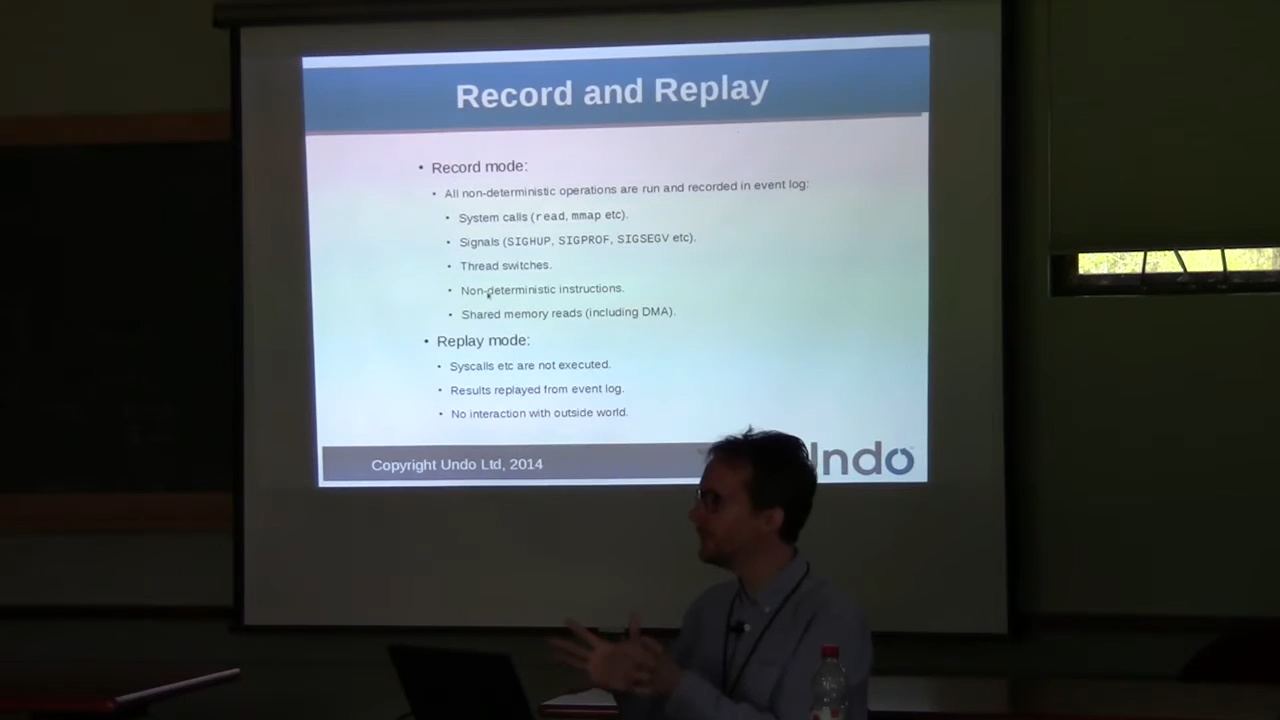 Record and Replay
• Record mode:
• All non-deterministic operations are run and recorded in event log:
• System calls (read, mmap etc).
• Signals (SIGHUP, SIGPROF, SIGSEGV etc).
• Thread switches.
• Non-deterministic instructions.
• Shared memory reads (including DMA).
• Replay mode:
• Syscalls etc are not executed.
• Results replayed from event log.
• No interaction with outside world.
Copyright Undo Ltd, 2014
Undo